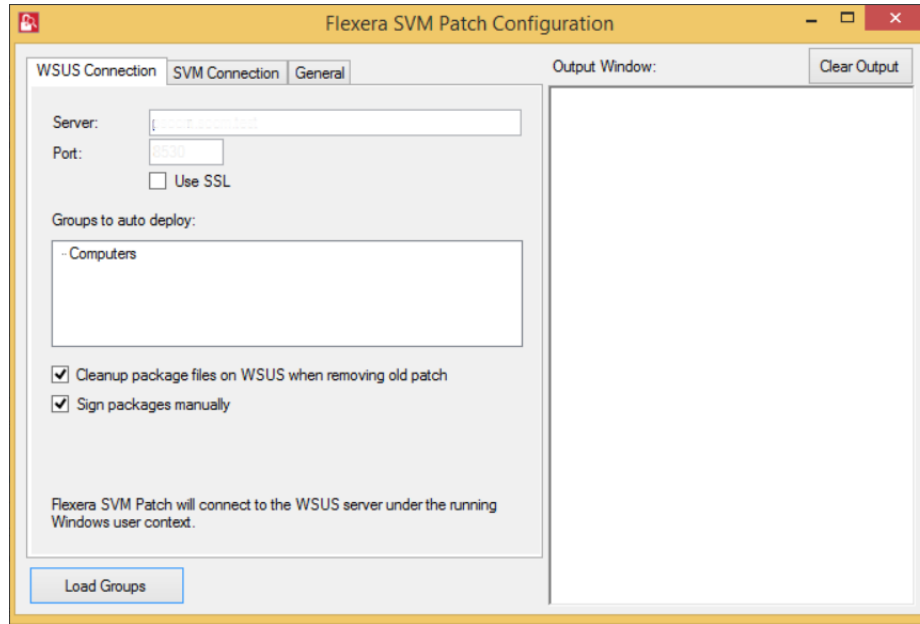 Flexera SVM Patch Configuration
WSUS Connection
SVM Connection
General
Server:
Port:
8530
Use SSL
Groups to auto deploy:
Computers
Cleanup package files on WSUS when removing old patch
Sign packages manually
Flexera SVM Patch will connect to the WSUS server under the running
Windows user context.
Load Groups
Output Window:
Clear Output